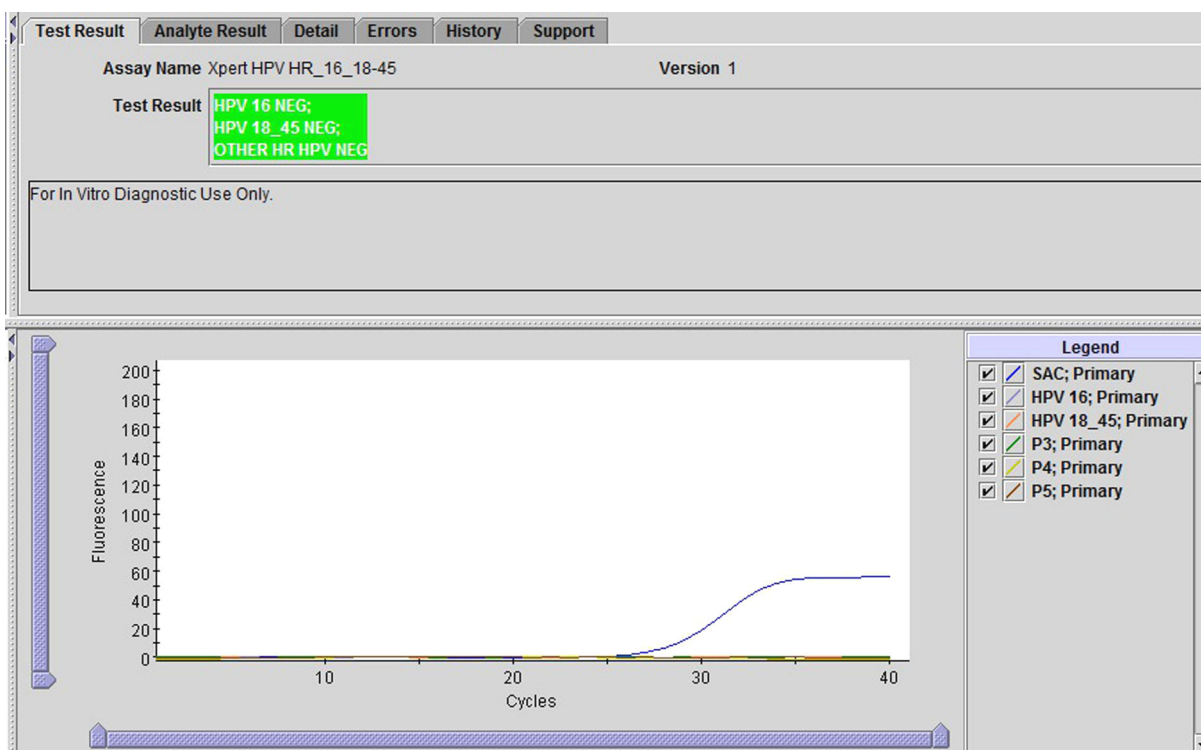 Test Result Analyte Result Detail Errors History Support
Assay Name Xpert HPV HR_16_18-45 Version 1
Test Result HPV 16 NEG;
HPV 18_45 NEG;
OTHER HR HPV NEG
For In Vitro Diagnostic Use Only.
Legend
SAC; Primary
HPV 16; Primary
HPV 18_45; Primary
P3; Primary
P4; Primary
P5; Primary
Fluorescence
200
180
160
140
120
100
80
60
40
20
0
10 20 30 40
Cycles